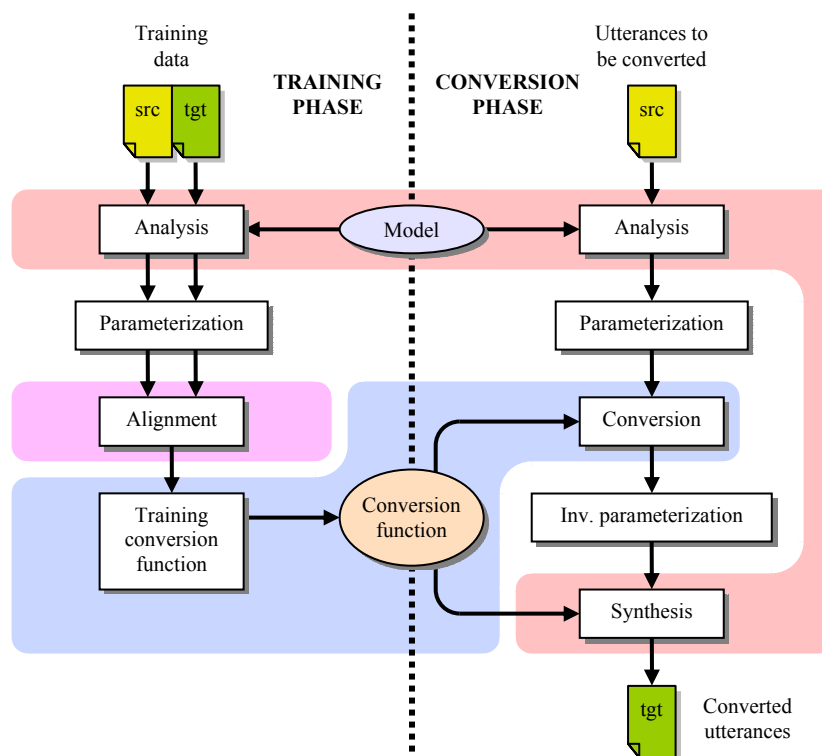 Training
data
Utterances to
be converted
TRAINING
PHASE
CONVERSION
PHASE
src
tgt
src
Analysis
Model
Analysis
Parameterization
Parameterization
Alignment
Conversion
Training
conversion
function
Conversion
function
Inv. parameterization
Synthesis
tgt
Converted
utterances